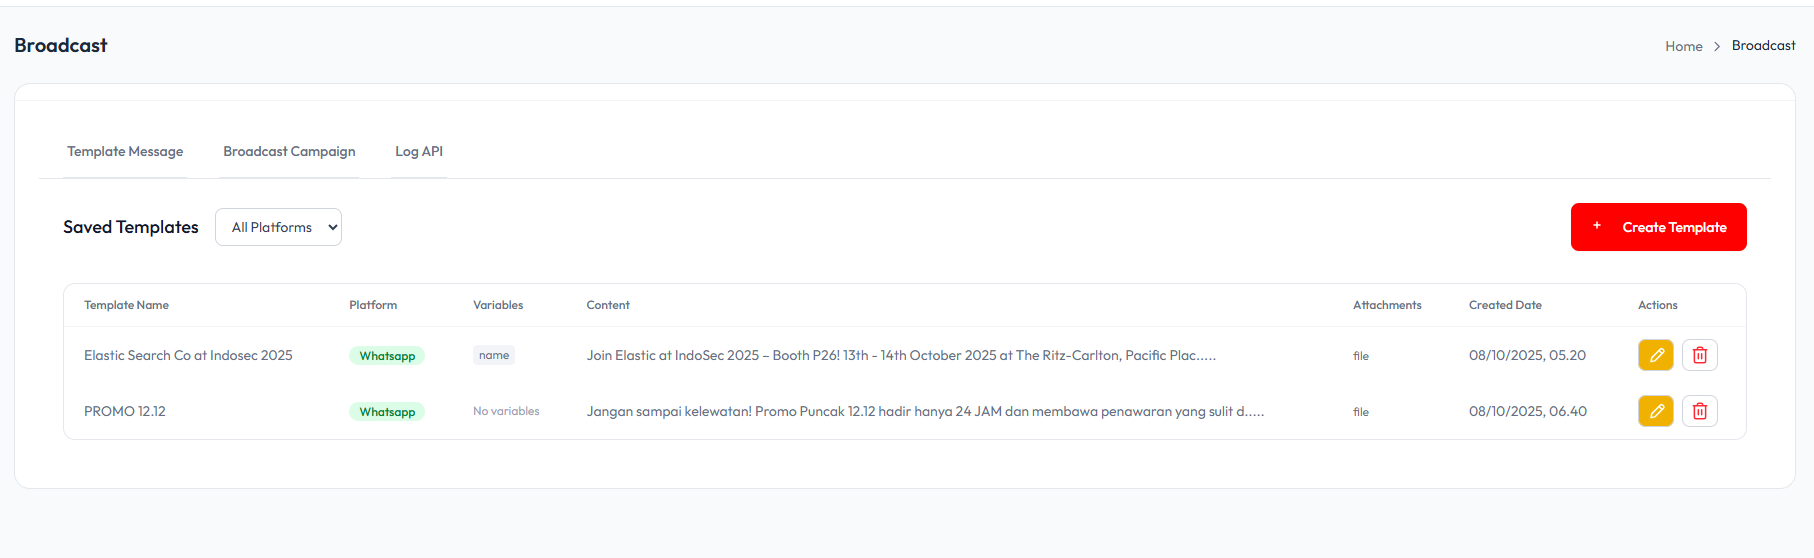 Broadcast
Home > Broadcast
Template Message Broadcast Campaign Log API
Saved Templates All Platforms + Create Template
Template Name Platform Variables Content Attachments Created Date Actions
Elastic Search Co at Indosec 2025 Whatsapp name Join Elastic at IndoSec 2025 – Booth P26! 13th - 14th October 2025 at The Ritz-Carlton, Pacific Plac..... file 08/10/2025, 05.20
PROMO 12.12 Whatsapp No variables Jangan sampai kelewatan! Promo Puncak 12.12 hadir hanya 24 JAM dan membawa penawaran yang sulit d..... file 08/10/2025, 06.40